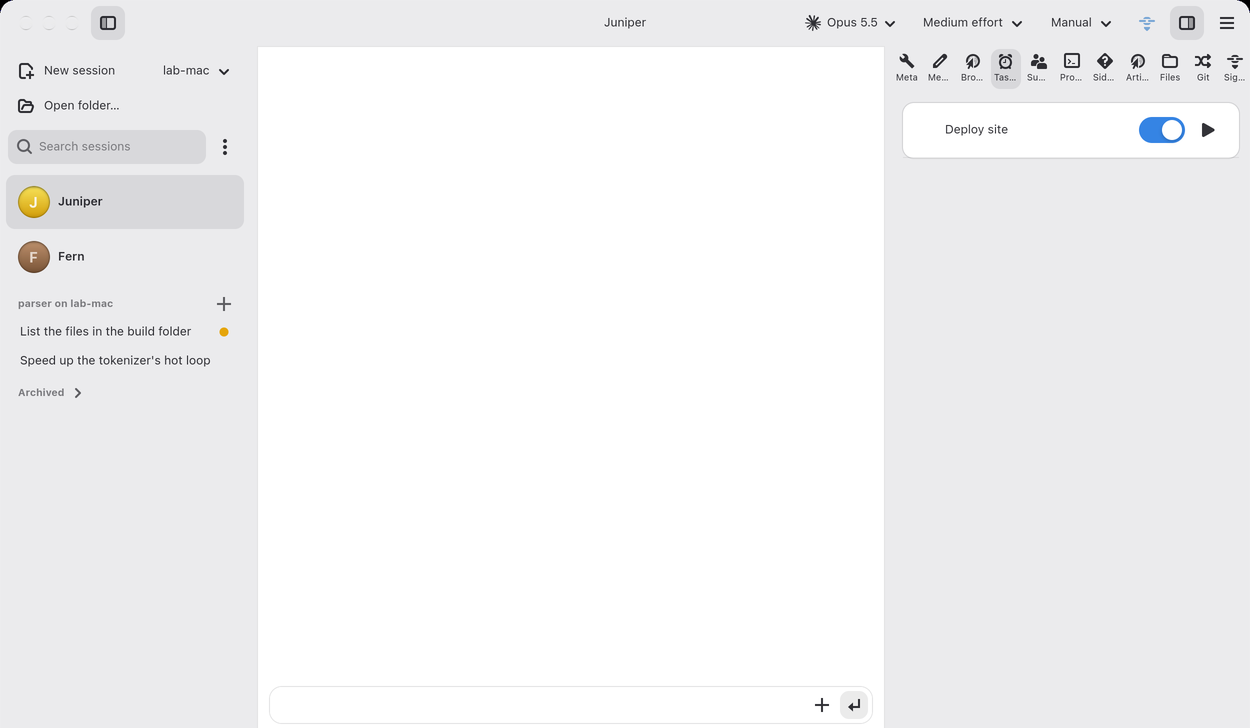 Juniper
Opus 5.5
Medium effort
Manual
New session
lab-mac
Open folder...
Search sessions
J
Juniper
F
Fern
parser on lab-mac
List the files in the build folder
Speed up the tokenizer's hot loop
Archived
Meta
Me...
Bro...
Tas...
Su...
Pro...
Sid...
Arti...
Files
Git
Sig...
Deploy site